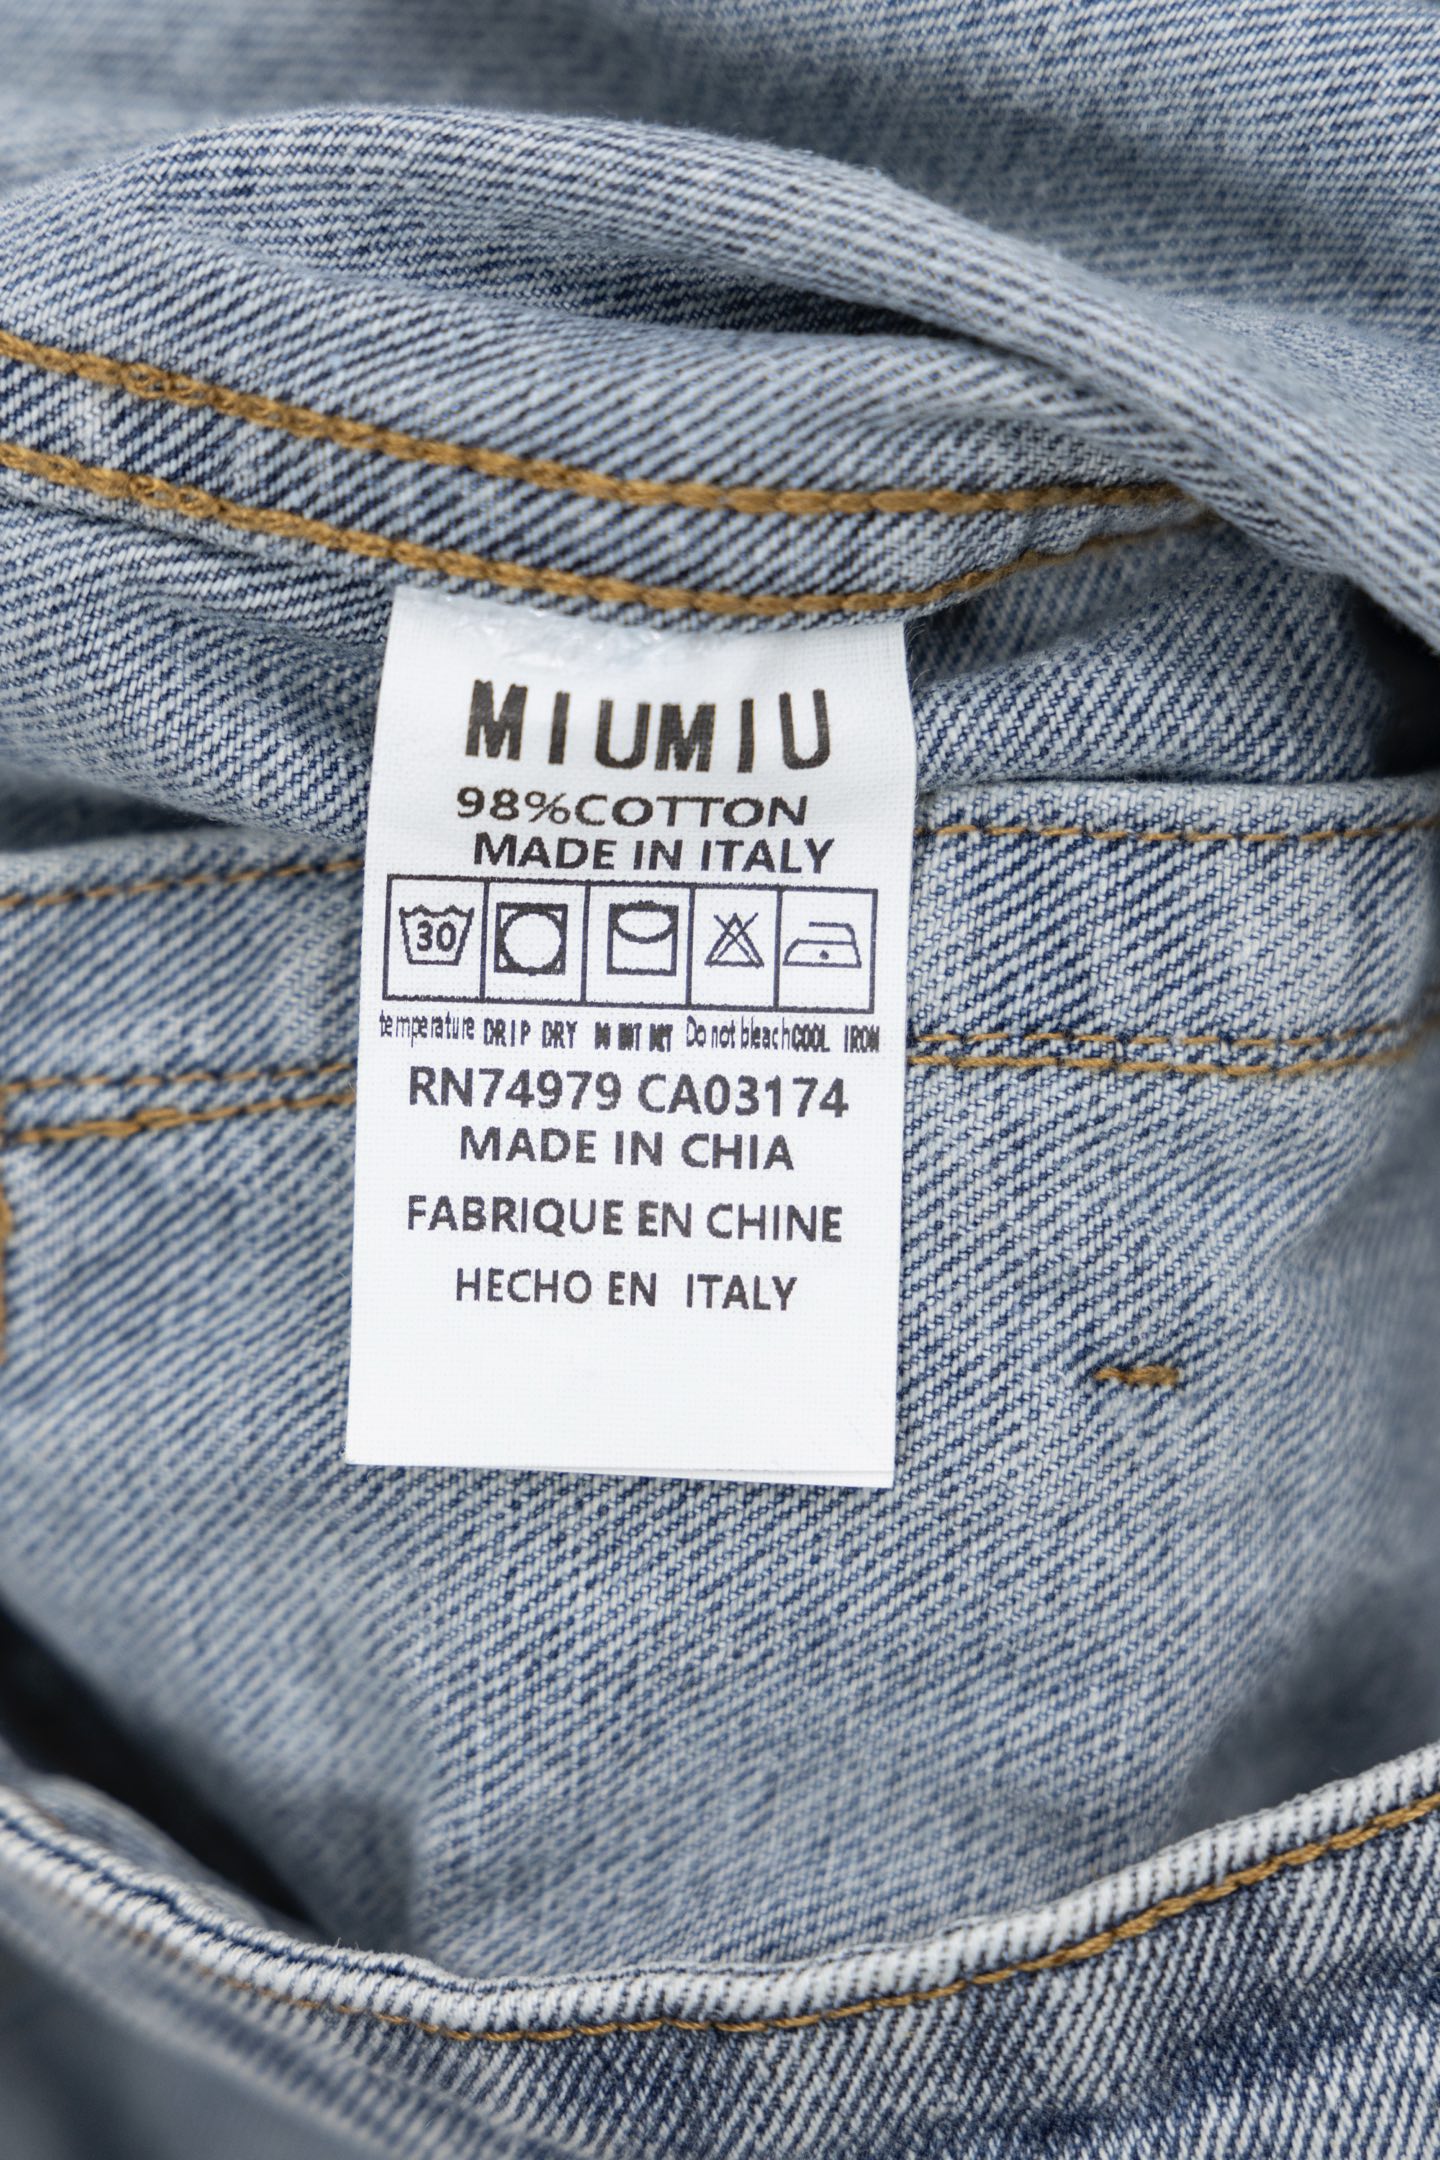 MIUMIU
98%COTTON
MADE IN ITALY
30
temperature DRIP DRY Do not bleach COOL IRON
RN74979 CA03174
MADE IN CHIA
FABRIQUE EN CHINE
HECHO EN ITALY